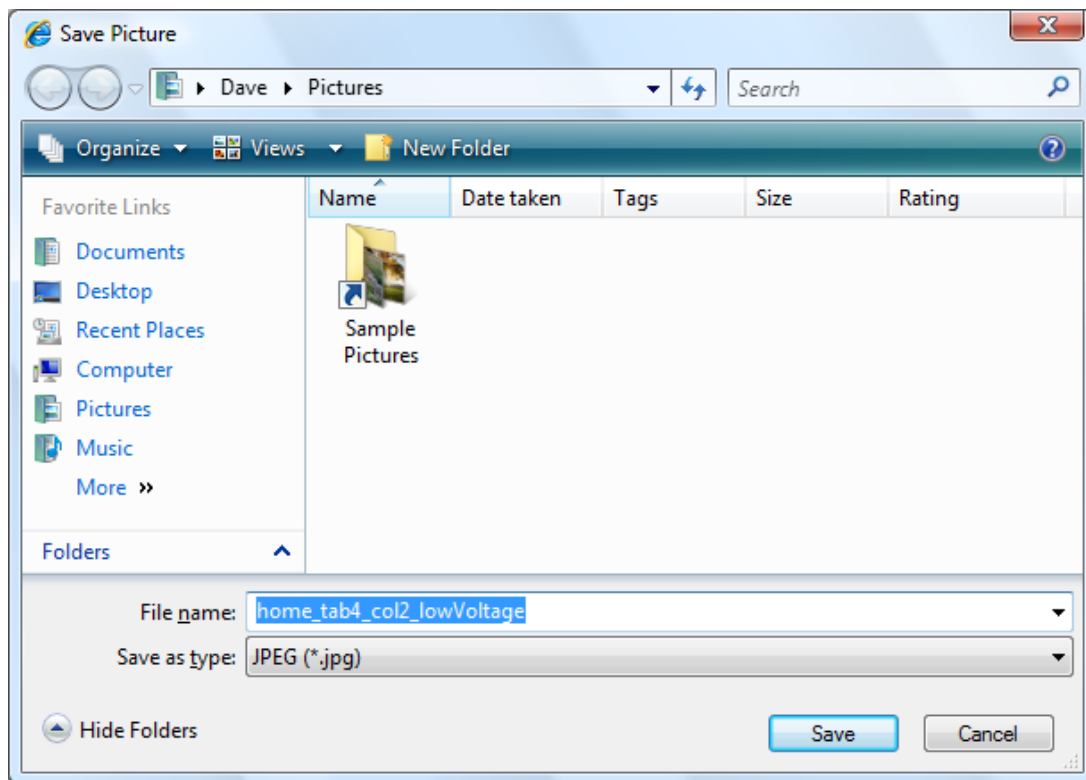 Save Picture
Dave Pictures Search
Organize Views New Folder
Favorite Links
Documents
Desktop
Recent Places
Computer
Pictures
Music
More »
Folders
Name Date taken Tags Size Rating
Sample
Pictures
File name: home_tab4_col2_lowVoltage
Save as type: JPEG (*.jpg)
Hide Folders Save Cancel